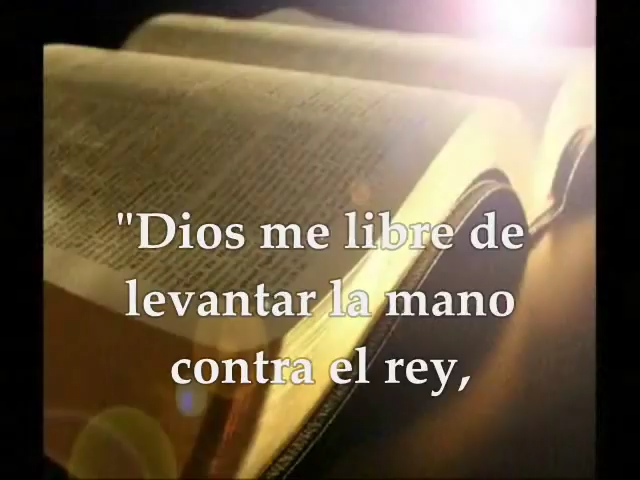 "Dios me libre de
levantar la mano
contra el rey,